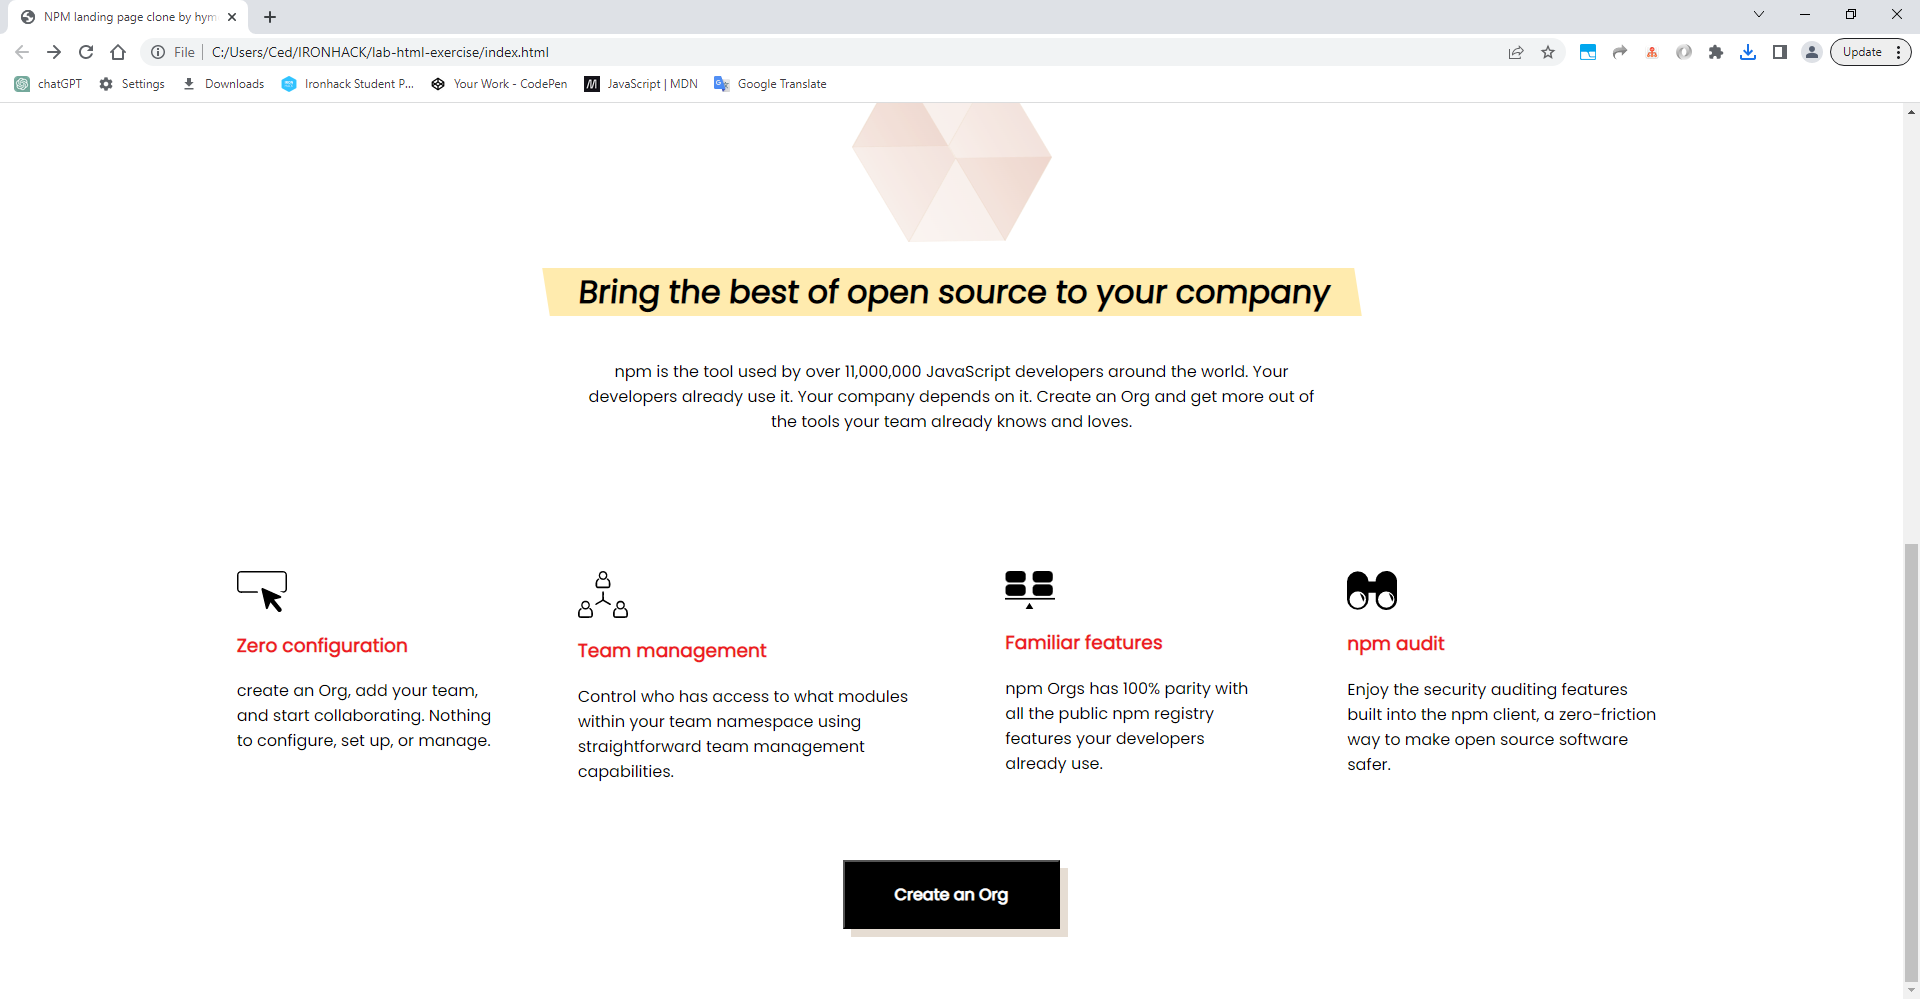 NPM landing page clone by hym
File
C:/Users/Ced/IRONHACK/lab-html-exercise/index.html
Update
chatGPT
Settings
Downloads
Ironhack Student P...
Your Work - CodePen
JavaScript | MDN
Google Translate
Bring the best of open source to your company
npm is the tool used by over 11,000,000 JavaScript developers around the world. Your
developers already use it. Your company depends on it. Create an Org and get more out of
the tools your team already knows and loves.
Zero configuration
create an Org, add your team,
and start collaborating. Nothing
to configure, set up, or manage.
Team management
Control who has access to what modules
within your team namespace using
straightforward team management
capabilities.
Familiar features
npm Orgs has 100% parity with
all the public npm registry
features your developers
already use.
npm audit
Enjoy the security auditing features
built into the npm client, a zero-friction
way to make open source software
safer.
Create an Org